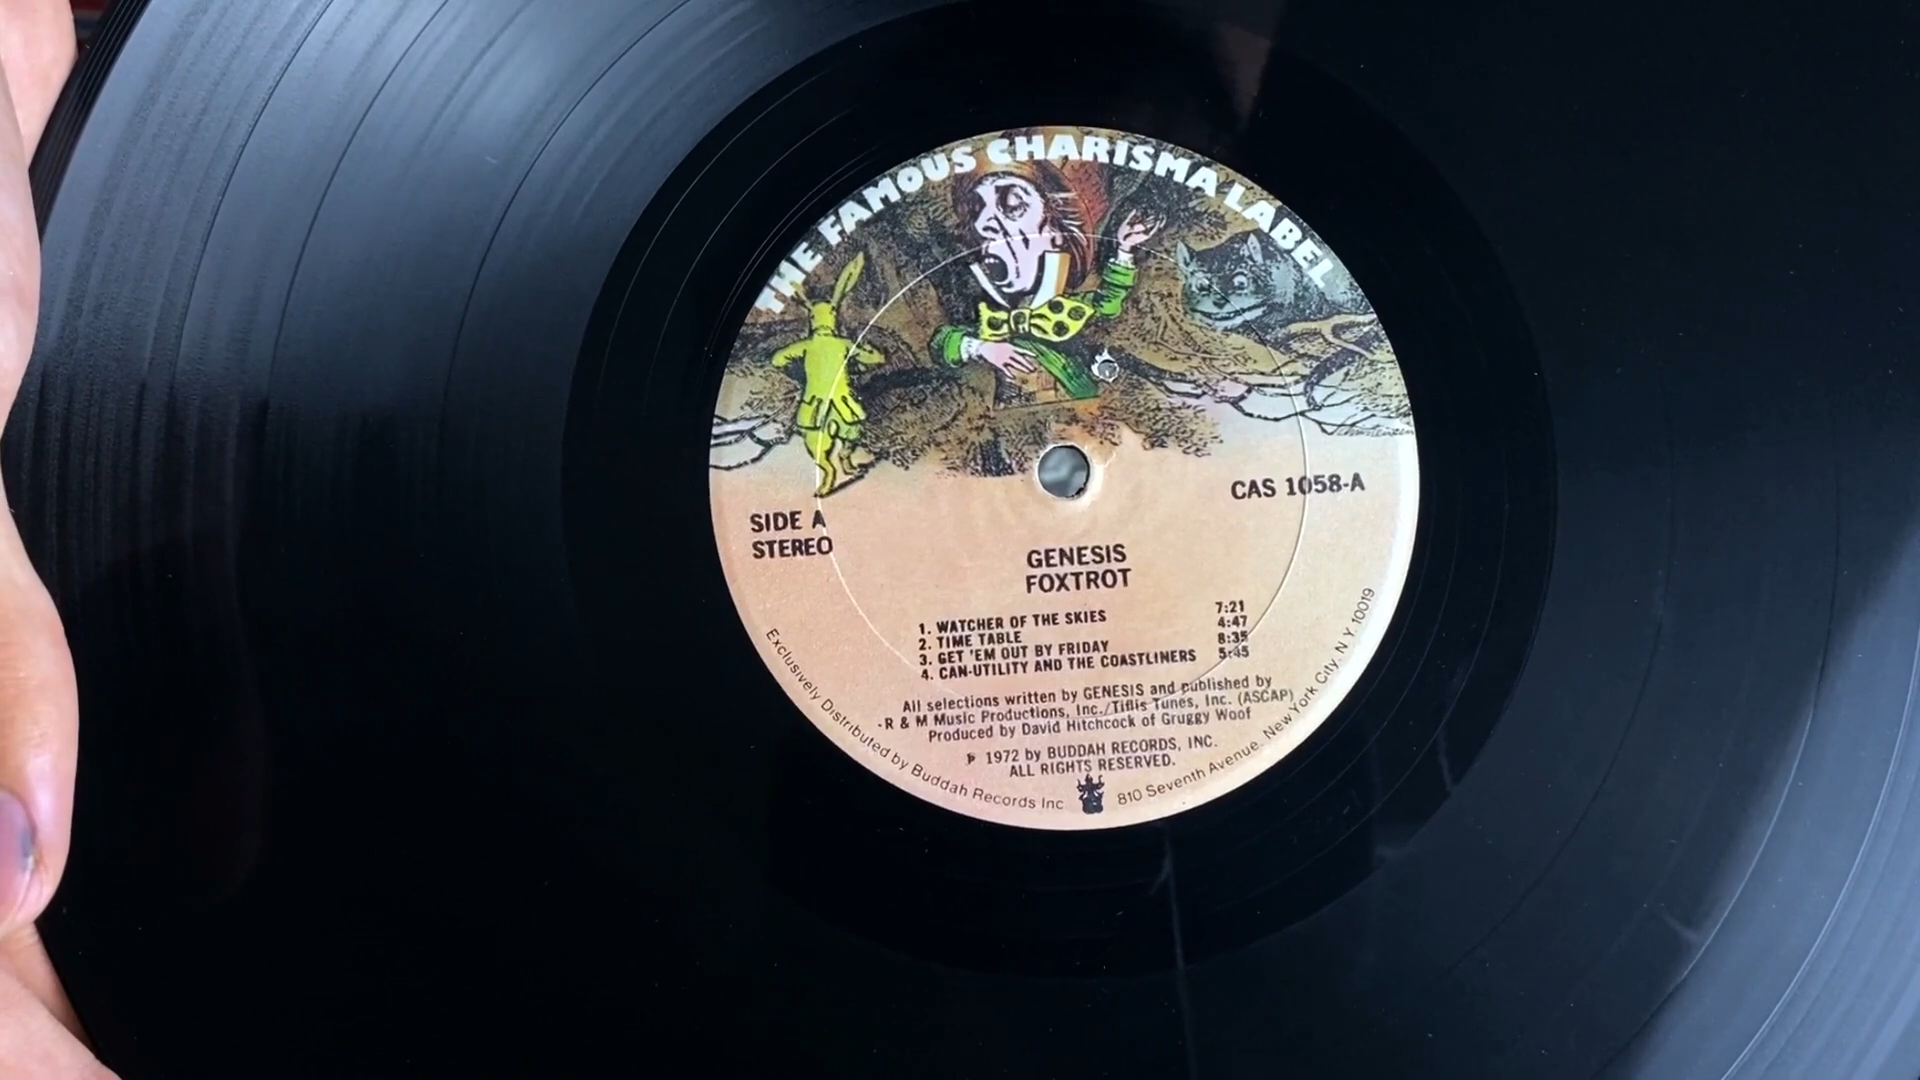 THE FAMOUS CHARISMA LABEL
CAS 1058-A
SIDE A
STEREO
GENESIS
FOXTROT
1. WATCHER OF THE SKIES 7:21
2. TIME TABLE 4:47
3. GET 'EM OUT BY FRIDAY 8:35
4. CAN-UTILITY AND THE COASTLINERS 5:45
All selections written by GENESIS and published by
-R & M Music Productions, Inc./Tiflis Tunes, Inc. (ASCAP)
Produced by David Hitchcock of Gruggy Woof
℗ 1972 by BUDDAH RECORDS, INC.
ALL RIGHTS RESERVED.
Exclusively Distributed by Buddah Records Inc 810 Seventh Avenue, New York City, N Y 10019